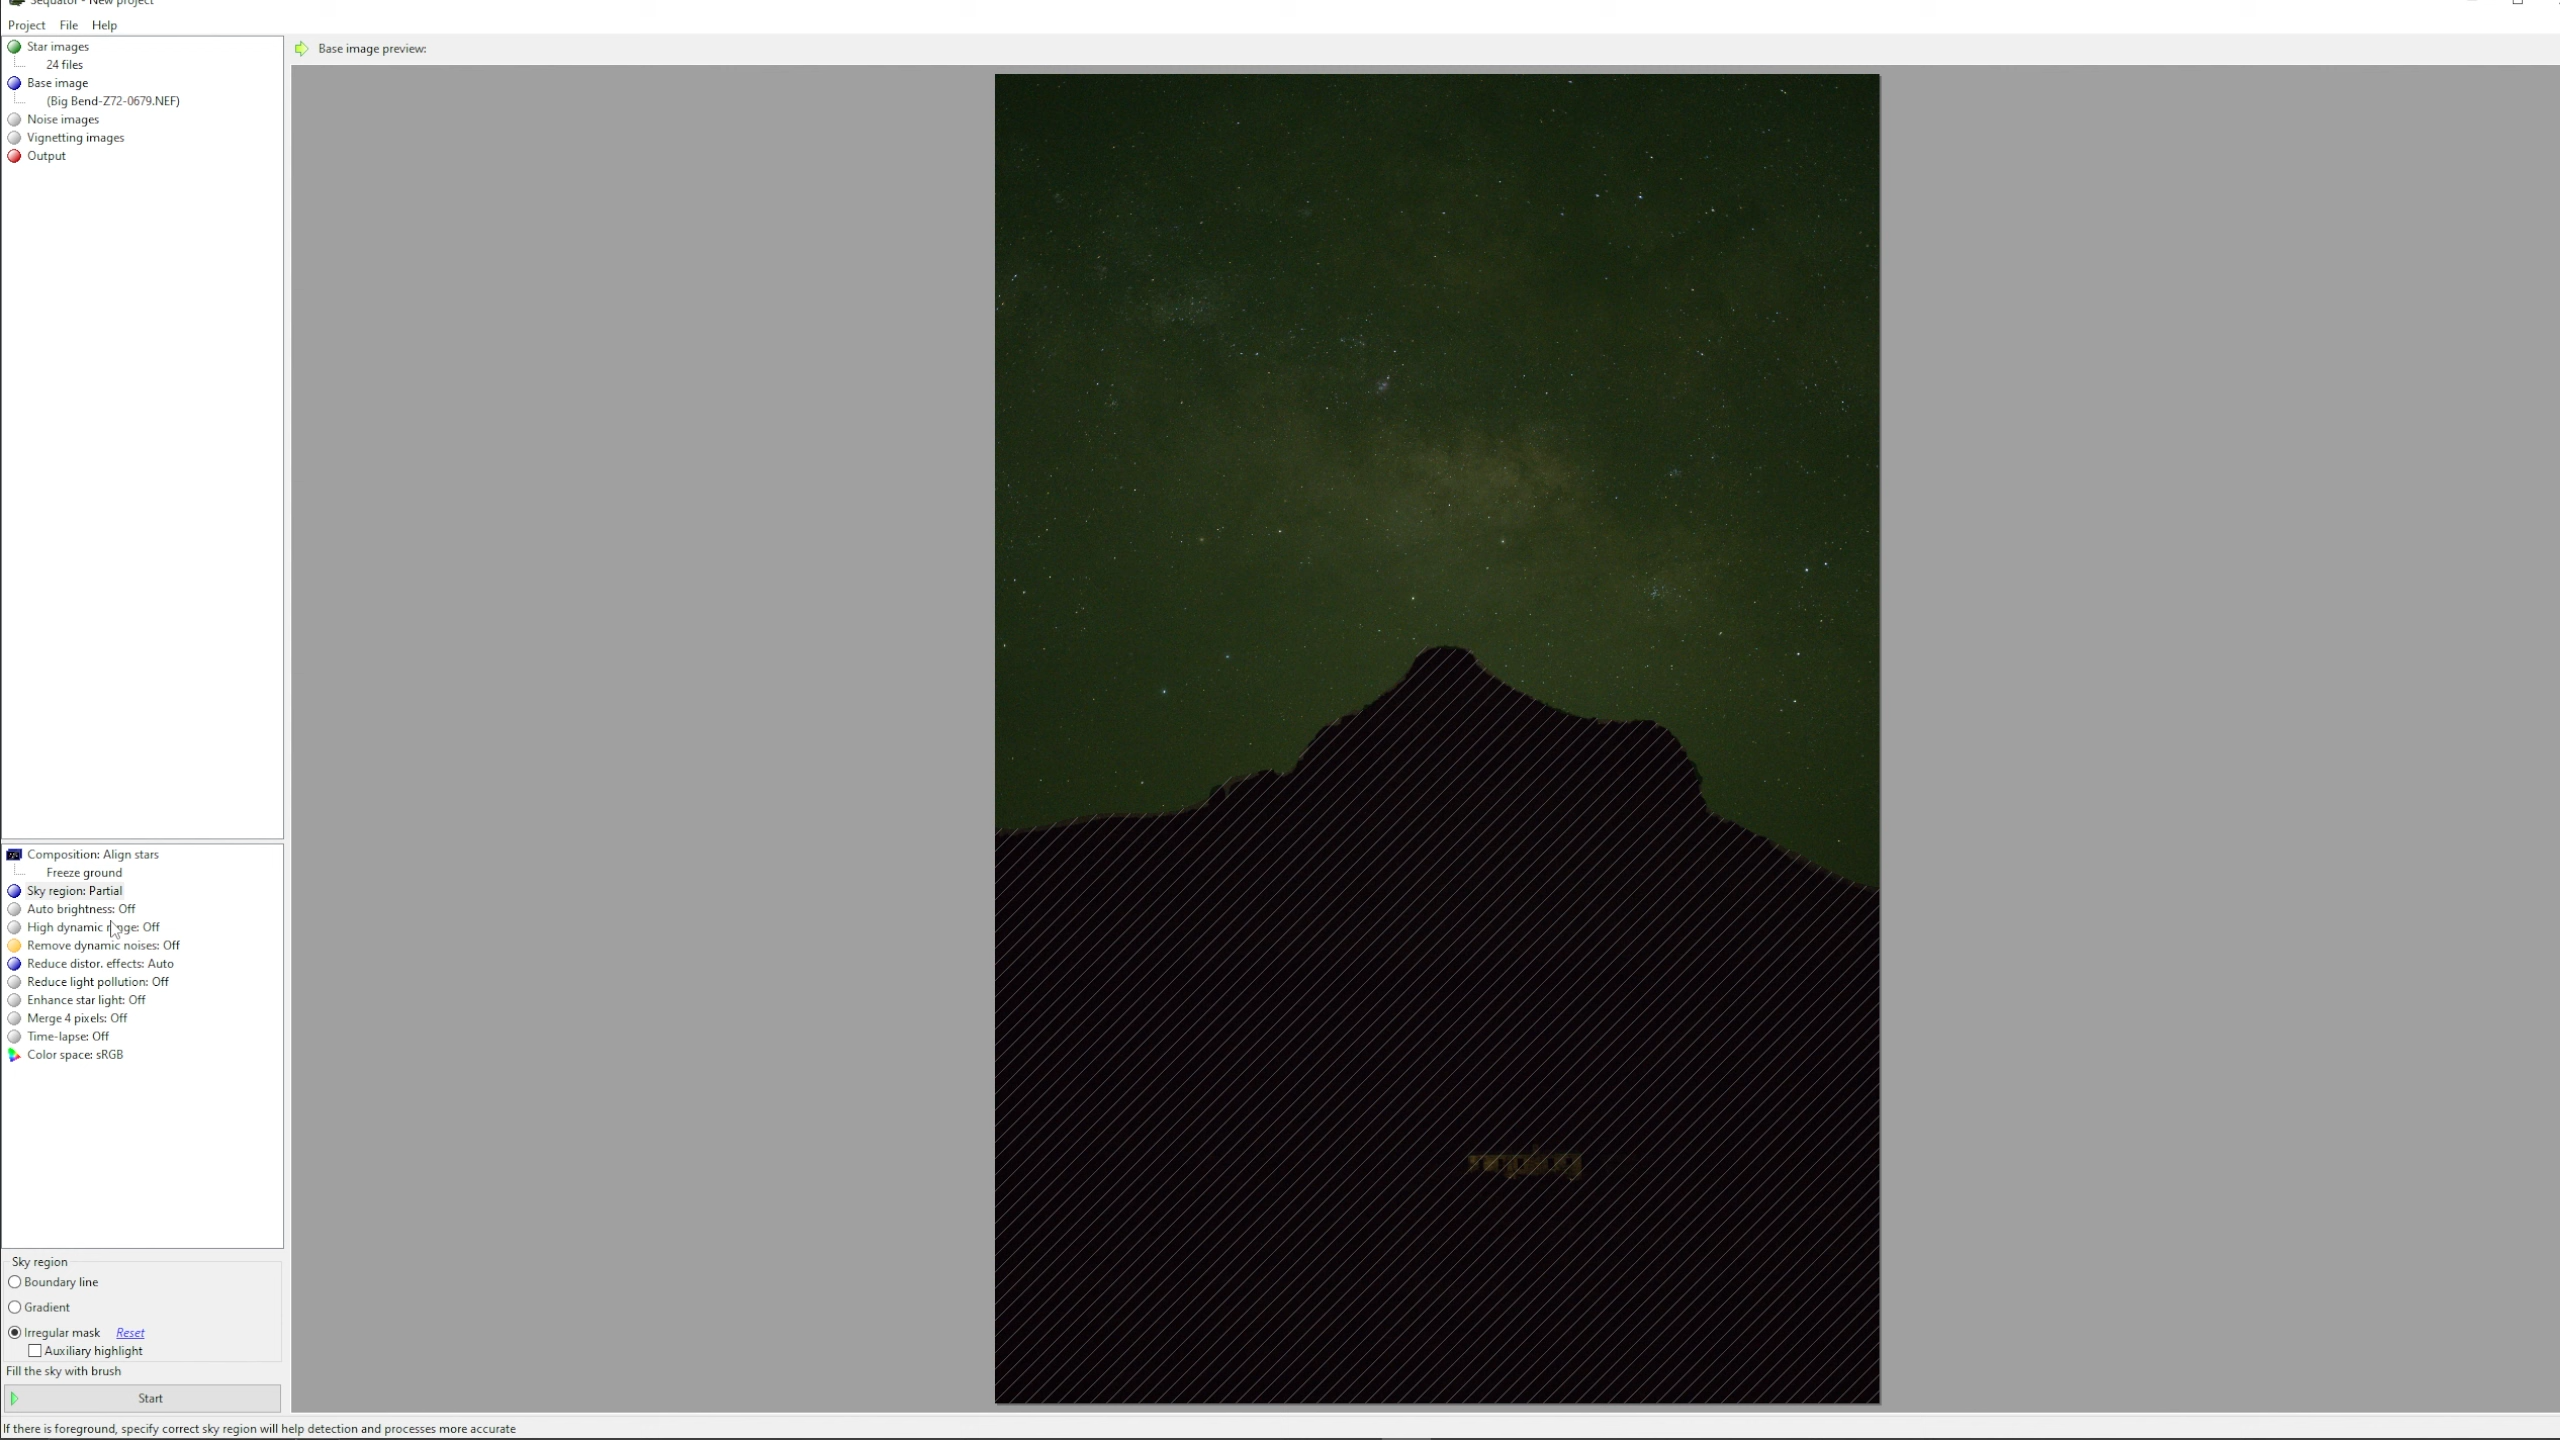 Sequator - New project
Project File Help
Star images
24 files
Base image
(Big Bend-Z72-0679.NEF)
Noise images
Vignetting images
Output
Base image preview:
Composition: Align stars
Freeze ground
Sky region: Partial
Auto brightness: Off
High dynamic range: Off
Remove dynamic noises: Off
Reduce distor. effects: Auto
Reduce light pollution: Off
Enhance star light: Off
Merge 4 pixels: Off
Time-lapse: Off
Color space: sRGB
Sky region
Boundary line
Gradient
Irregular mask Reset
Auxiliary highlight
Fill the sky with brush
Start
If there is foreground, specify correct sky region will help detection and processes more accurate